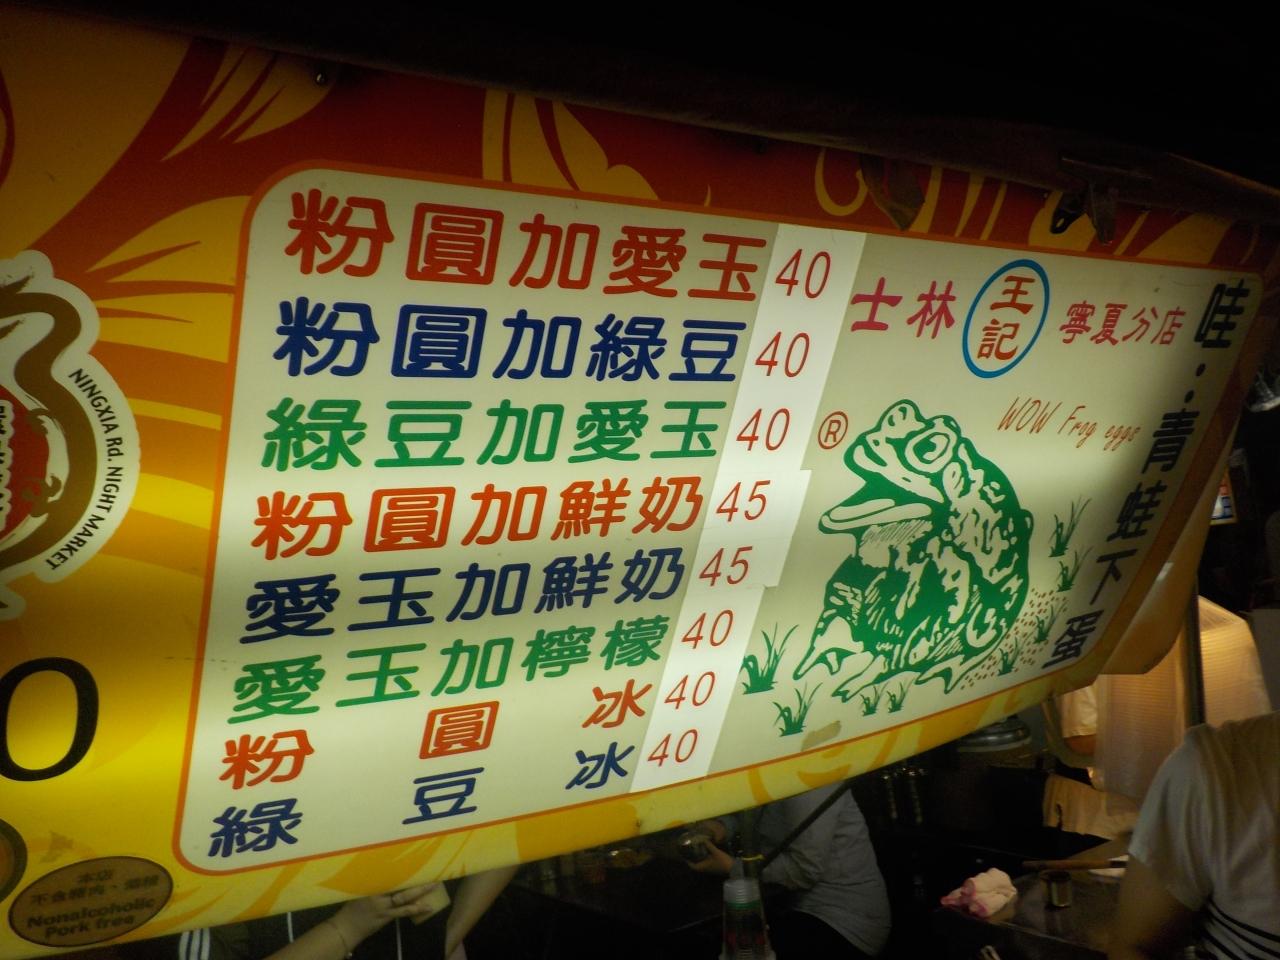 粉圓加愛玉 40
粉圓加綠豆 40
綠豆加愛玉 40
粉圓加鮮奶 45
愛玉加鮮奶 45
愛玉加檸檬 40
粉圓冰 40
綠豆冰 40
士林 王記 寧夏分店
WOW Frog eggs
®
哇:青蛙下蛋
NINGXIA Rd. NIGHT MARKET
0
本店
不含豬肉、酒精
Nonalcoholic
Pork free